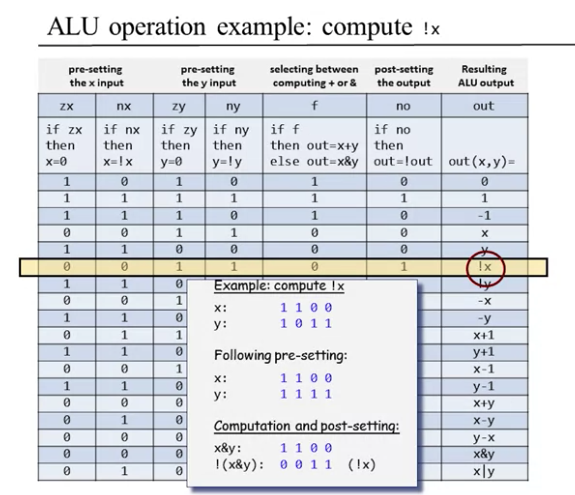 ALU operation example: compute !x
pre-setting the x input pre-setting the y input selecting between computing + or & post-setting the output Resulting ALU output
zx nx zy ny f no out
if zx then x=0 if nx then x=!x if zy then y=0 if ny then y=!y if f then out=x+y else out=x&y if no then out=!out out(x,y)=
1 0 1 0 1 0 0
1 1 1 1 1 1 1
1 1 1 0 1 0 -1
0 0 1 1 0 0 x
1 1 0 0 0 0 y
0 0 1 1 0 1 !x
1 1 0 !y
0 0 1 -x
1 1 0 -y
0 1 1 x+1
1 1 0 y+1
0 0 1 x-1
1 1 0 y-1
0 0 0 x+y
0 1 0 x-y
0 0 0 y-x
0 0 0 x&y
0 1 0 x|y
Example: compute !x
x: 1 1 0 0
y: 1 0 1 1
Following pre-setting:
x: 1 1 0 0
y: 1 1 1 1
Computation and post-setting:
x&y: 1 1 0 0
!(x&y): 0 0 1 1 (!x)